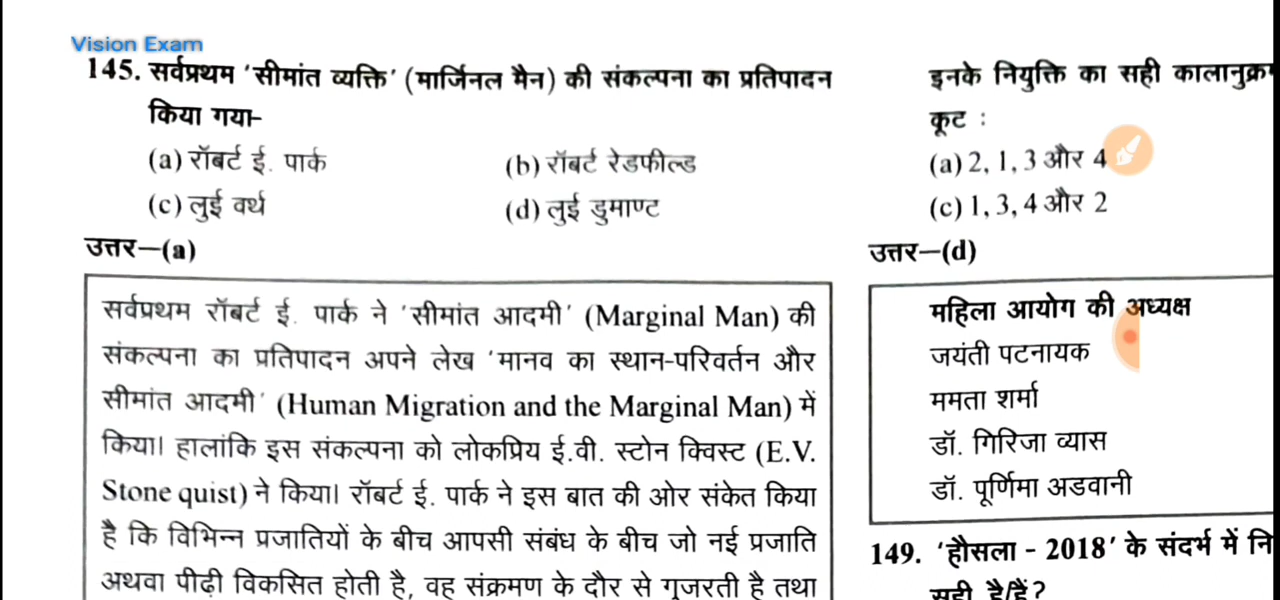 Vision Exam
145. सर्वप्रथम 'सीमांत व्यक्ति' (मार्जिनल मैन) की संकल्पना का प्रतिपादन
किया गया–
(a) रॉबर्ट ई. पार्क (b) रॉबर्ट रेडफील्ड
(c) लुई वर्थ (d) लुई डुमाण्ट
उत्तर—(a)
सर्वप्रथम रॉबर्ट ई. पार्क ने 'सीमांत आदमी' (Marginal Man) की
संकल्पना का प्रतिपादन अपने लेख 'मानव का स्थान-परिवर्तन और
सीमांत आदमी' (Human Migration and the Marginal Man) में
किया। हालांकि इस संकल्पना को लोकप्रिय ई.वी. स्टोन क्विस्ट (E.V.
Stone quist) ने किया। रॉबर्ट ई. पार्क ने इस बात की ओर संकेत किया
है कि विभिन्न प्रजातियों के बीच आपसी संबंध के बीच जो नई प्रजाति
अथवा पीढ़ी विकसित होती है, वह संक्रमण के दौर से गुजरती है तथा
इनके नियुक्ति का सही
कूट :
(a) 2, 1, 3 और 4
(c) 1, 3, 4 और 2
उत्तर—(d)
महिला आयोग की अध्यक्ष
जयंती पटनायक
ममता शर्मा
डॉ. गिरिजा व्यास
डॉ. पूर्णिमा अडवानी
149. 'हौसला - 2018' के संदर्भ में
सही है/हैं?